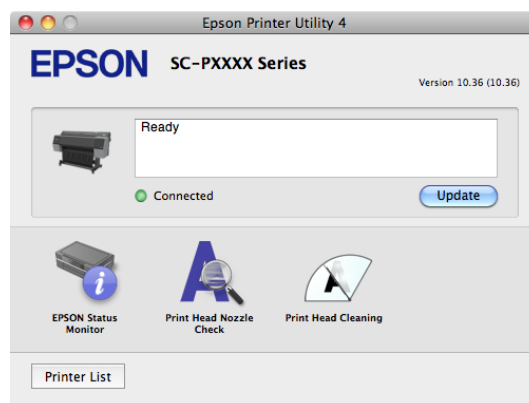 Epson Printer Utility 4
EPSON SC-PXXXX Series
Version 10.36 (10.36)
Ready
Connected
Update
EPSON Status
Monitor
Print Head Nozzle
Check
Print Head Cleaning
Printer List